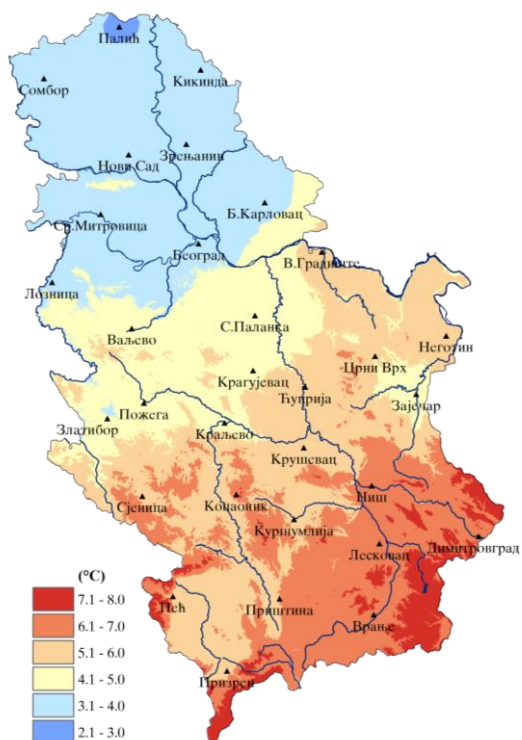 Палић
Сомбор
Кикинда
Зрењанин
Нови Сад
Б.Карловац
Ср.Митровица
Београд
В.Градиште
Лозница
С.Паланка
Ваљево
Неготин
Црни Врх
Крагујевац
Ћуприја
Зајечар
Пожега
Златибор
Краљево
Крушевац
Ниш
Сјеница
Копаоник
Куршумлија
Лесковац
Димитровград
(°C)
7.1 - 8.0
6.1 - 7.0
5.1 - 6.0
4.1 - 5.0
3.1 - 4.0
2.1 - 3.0
Пећ
Приштина
Врање
Призрен